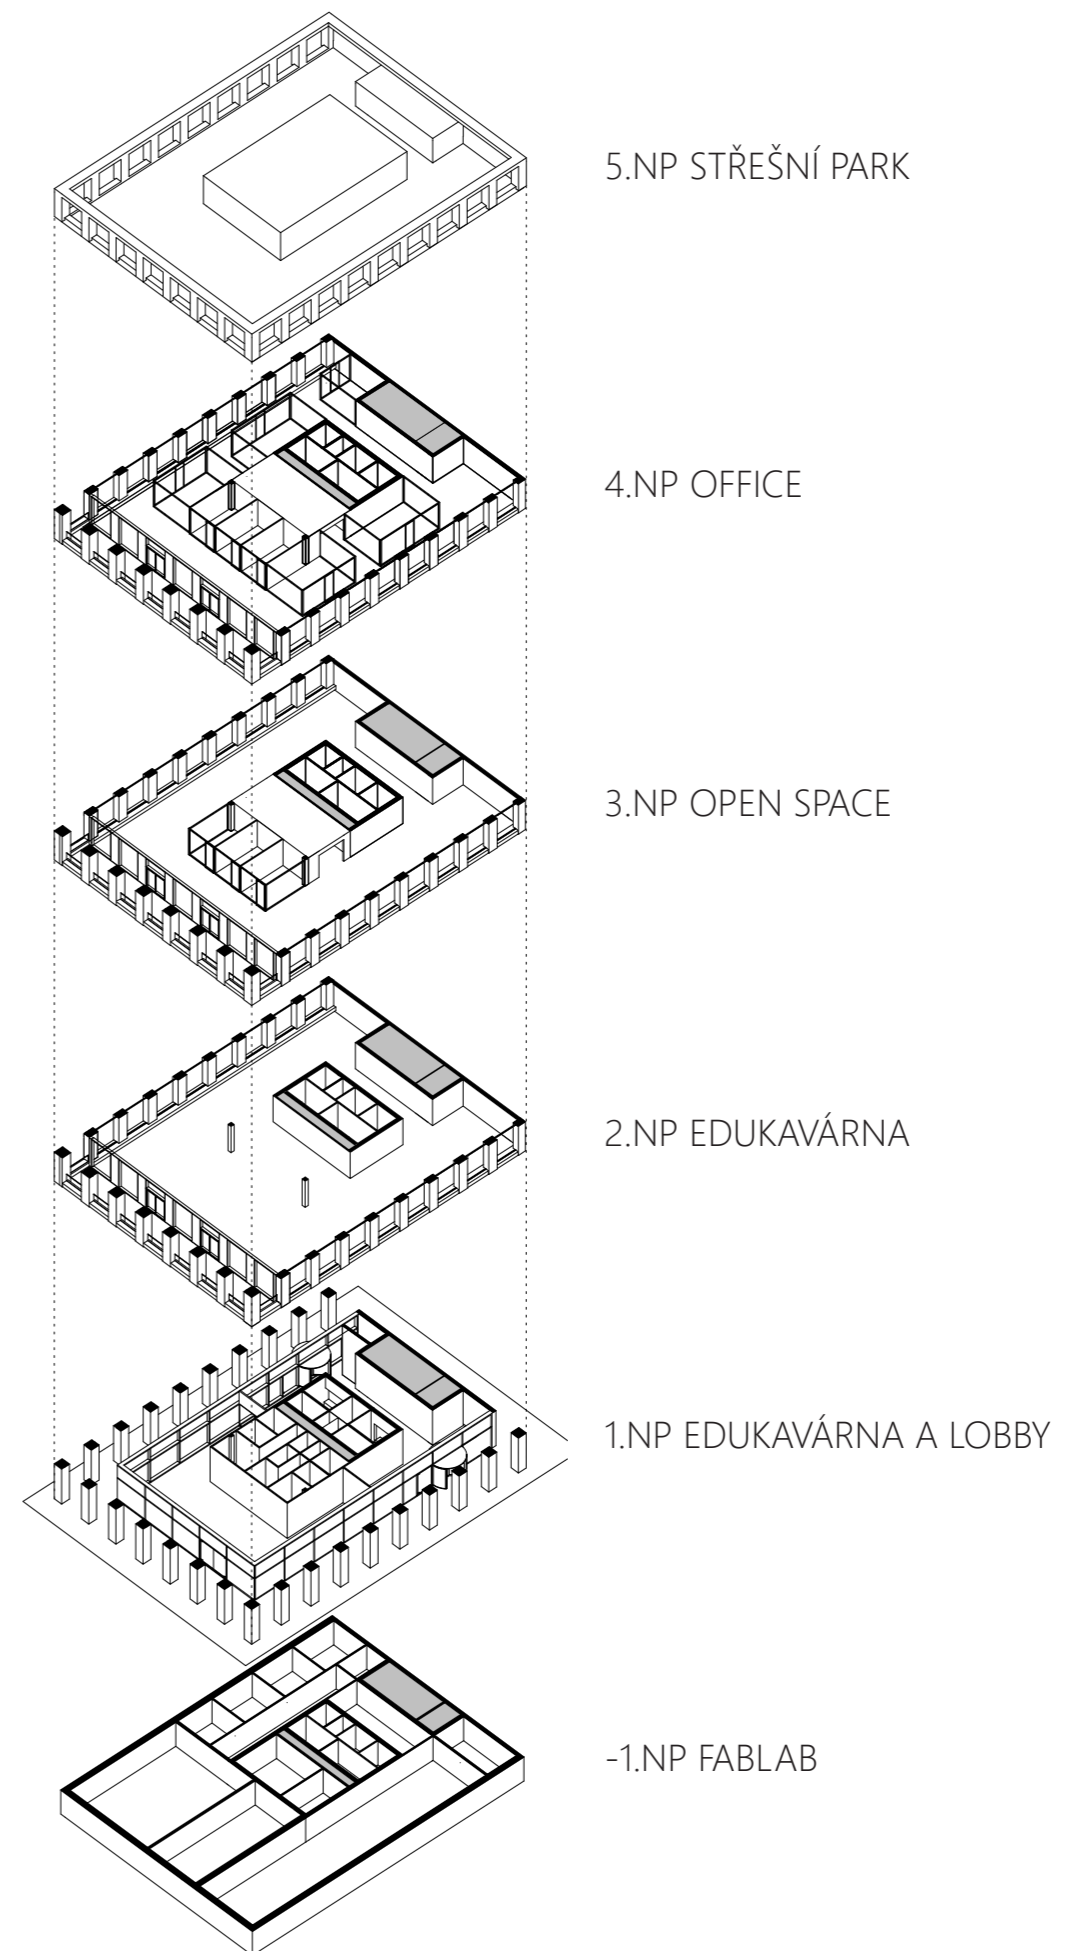 5.NP STŘEŠNÍ PARK
4.NP OFFICE
3.NP OPEN SPACE
2.NP EDUKAVÁRNA
1.NP EDUKAVÁRNA A LOBBY
-1.NP FABLAB